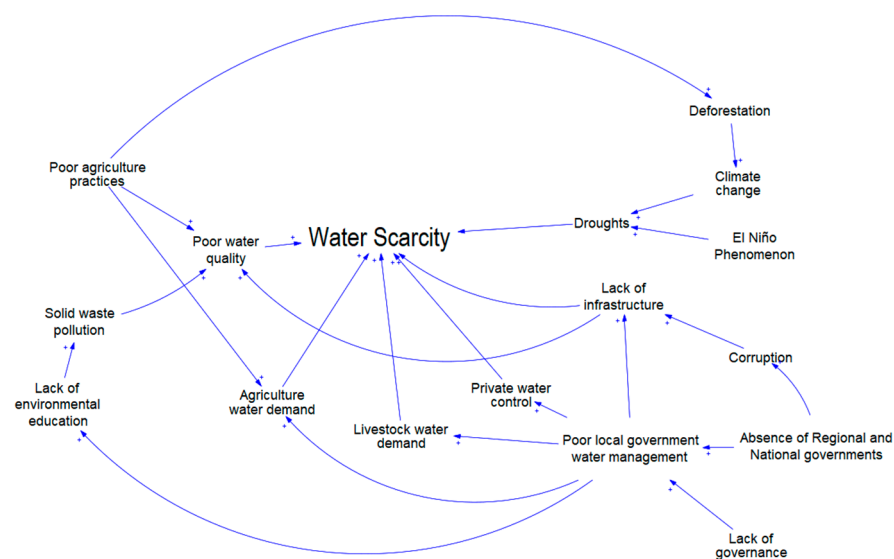 Deforestation
Poor agriculture
practices
Climate
change
Poor water
quality
Water Scarcity
Droughts
El Niño
Phenomenon
Lack of
infrastructure
Solid waste
pollution
Corruption
Lack of
environmental
education
Agriculture
water demand
Private water
control
Livestock water
demand
Poor local government
water management
Absence of Regional and
National governments
Lack of
governance